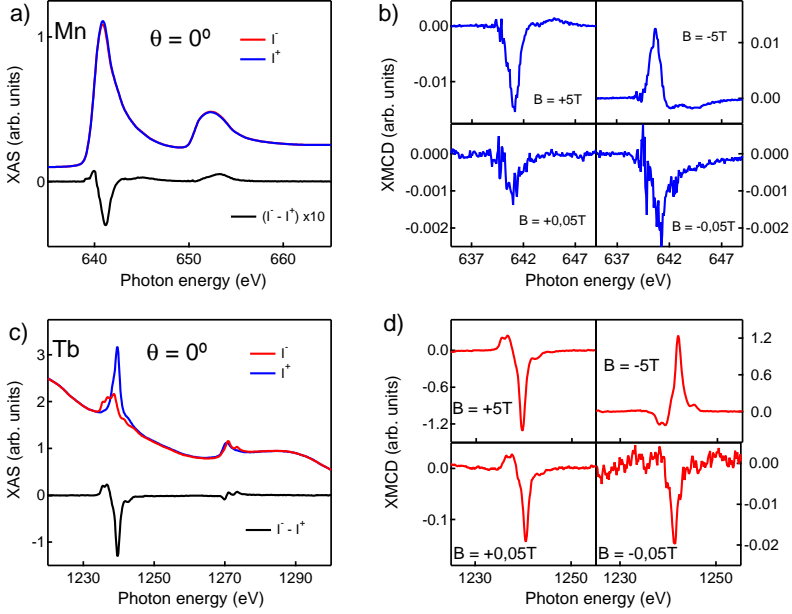 a)
Mn
θ = 0º
I⁻
I⁺
1
0
XAS (arb. units)
(I⁻ - I⁺) x10
640
650
660
Photon energy (eV)
b)
0.00
-0.01
B = +5T
B = -5T
0.01
0.00
XMCD (arb. units)
0.000
-0.001
-0.002
B = +0,05T
B = -0,05T
0.000
-0.001
-0.002
637
642
647
637
642
647
Photon energy (eV)
c)
Tb
θ = 0º
I⁻
I⁺
3
2
1
0
-1
XAS (arb. units)
I⁻ - I⁺
1230
1250
1270
1290
Photon energy (eV)
d)
0.0
-0.6
-1.2
B = +5T
B = -5T
1.2
0.6
0.0
XMCD (arb. units)
0.0
-0.1
B = +0,05T
B = -0,05T
0.00
-0.01
-0.02
1230
1250
1230
1250
Photon energy (eV)